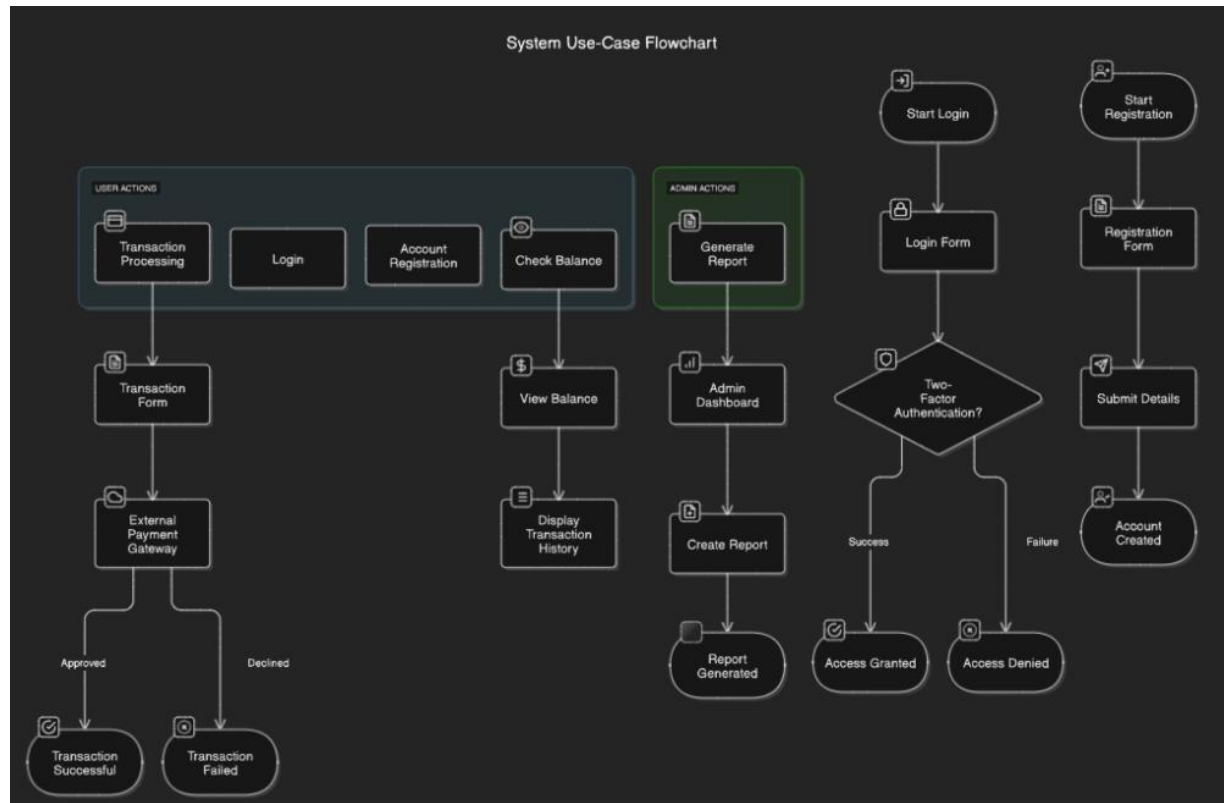 System Use-Case Flowchart
Start Login
Start
Registration
USER ACTIONS
ADMIN ACTIONS
Transaction
Processing
Login
Account
Registration
Check Balance
Generate
Report
Login Form
Registration
Form
Transaction
Form
View Balance
Admin
Dashboard
Two-
Factor
Authentication?
Submit Details
External
Payment
Gateway
Display
Transaction
History
Create Report
Success
Failure
Account
Created
Approved
Declined
Report
Generated
Access Granted
Access Denied
Transaction
Successful
Transaction
Failed